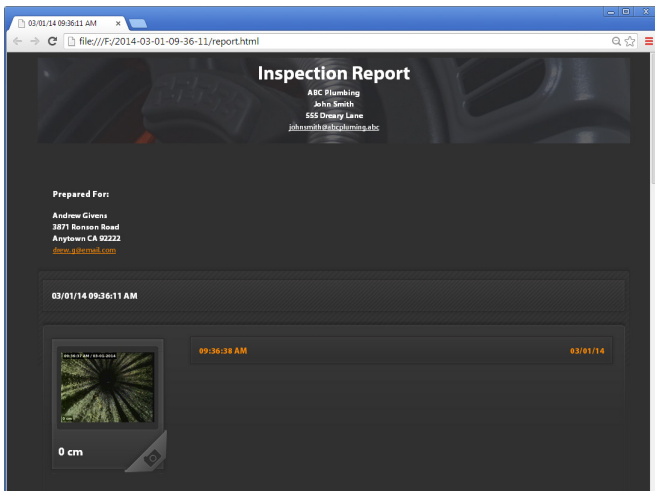 03/01/14 09:36:11 AM
file:///F:/2014-03-01-09-36-11/report.html
Inspection Report
ABC Plumbing
John Smith
555 Dreary Lane
johnsmith@abcpluming.abc
Prepared For:
Andrew Givens
3871 Ronson Road
Anytown CA 92222
drew.g@email.com
03/01/14 09:36:11 AM
09:36:38 AM 03/01/14
09:36:37 AM / 03-01-2014
0 cm
0 cm